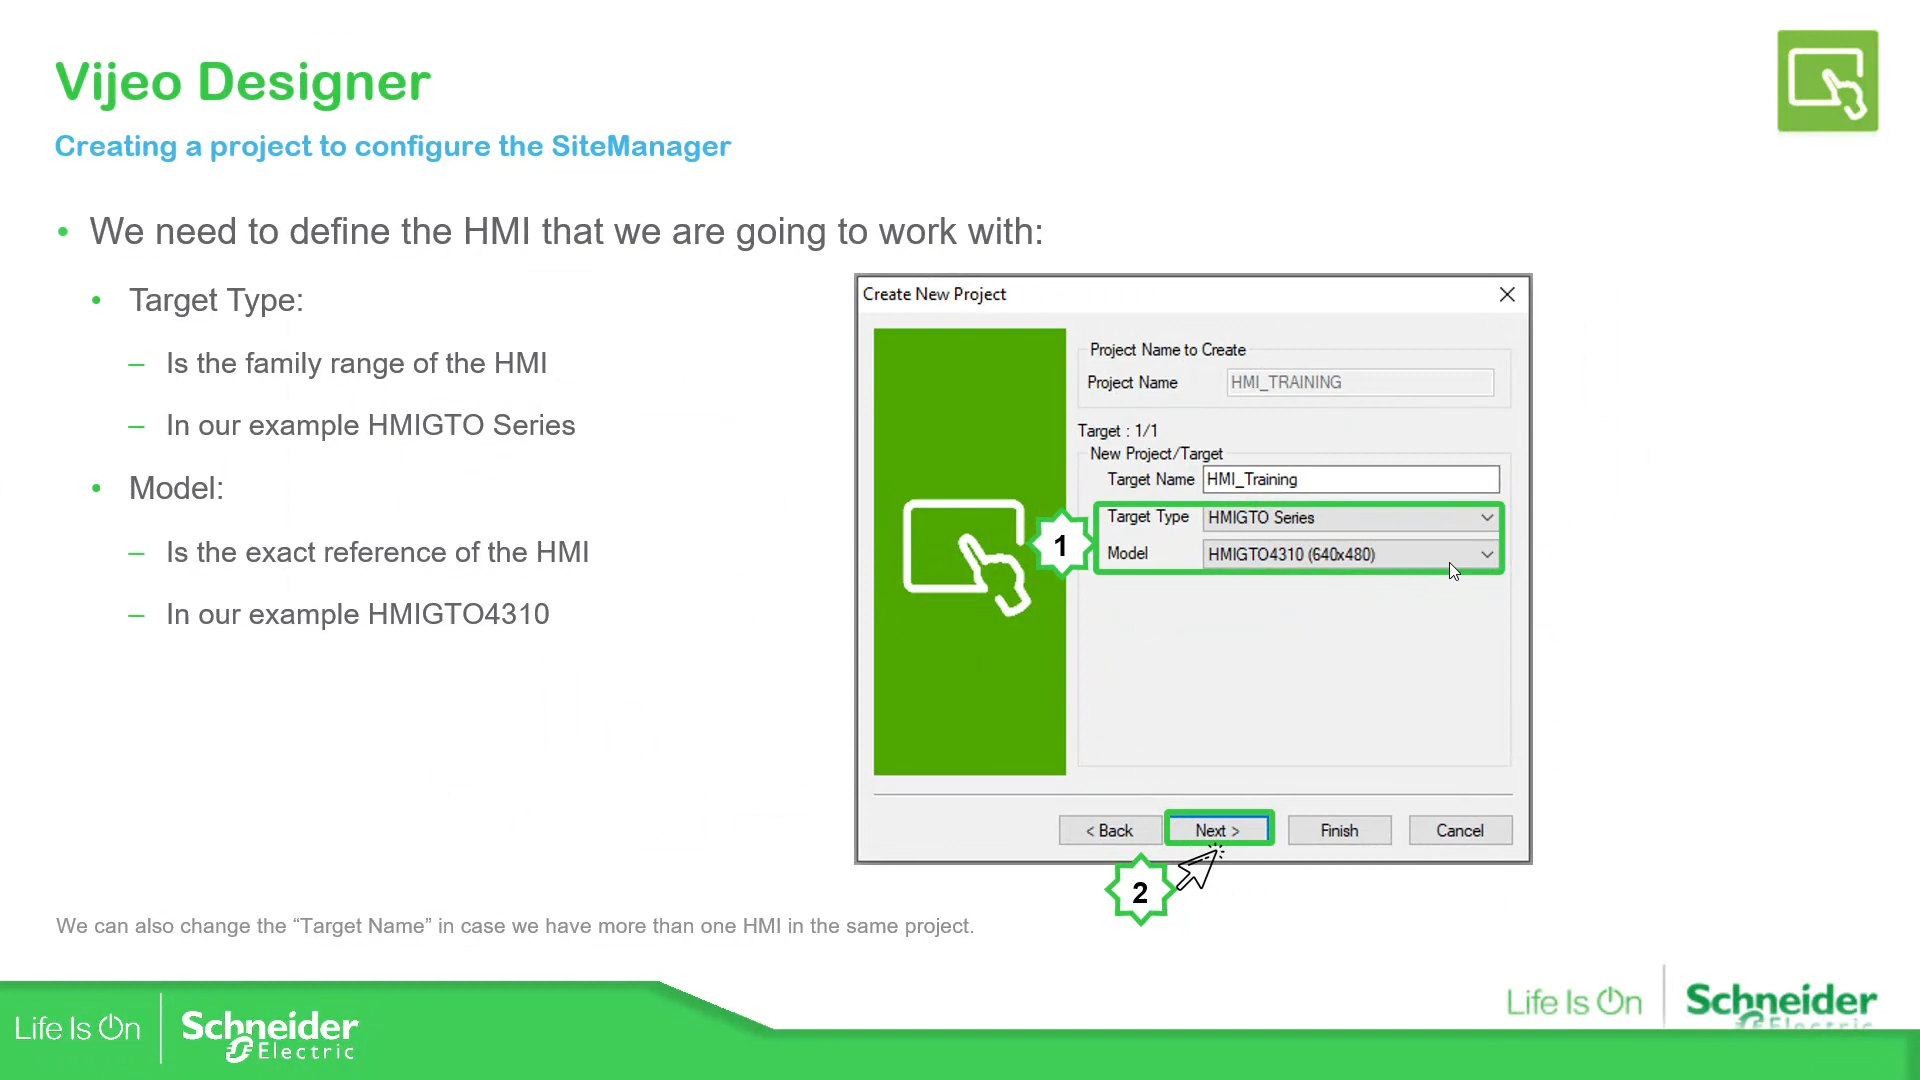 Vijeo Designer
Creating a project to configure the SiteManager
• We need to define the HMI that we are going to work with:
• Target Type:
– Is the family range of the HMI
– In our example HMIGTO Series
• Model:
– Is the exact reference of the HMI
– In our example HMIGTO4310
Create New Project
Project Name to Create
Project Name HMI_TRAINING
Target : 1/1
New Project/Target
Target Name HMI_Training
Target Type HMIGTO Series
1
Model HMIGTO4310 (640x480)
< Back Next > Finish Cancel
2
We can also change the “Target Name” in case we have more than one HMI in the same project.
Life Is On Schneider Electric
Life Is On Schneider Electric